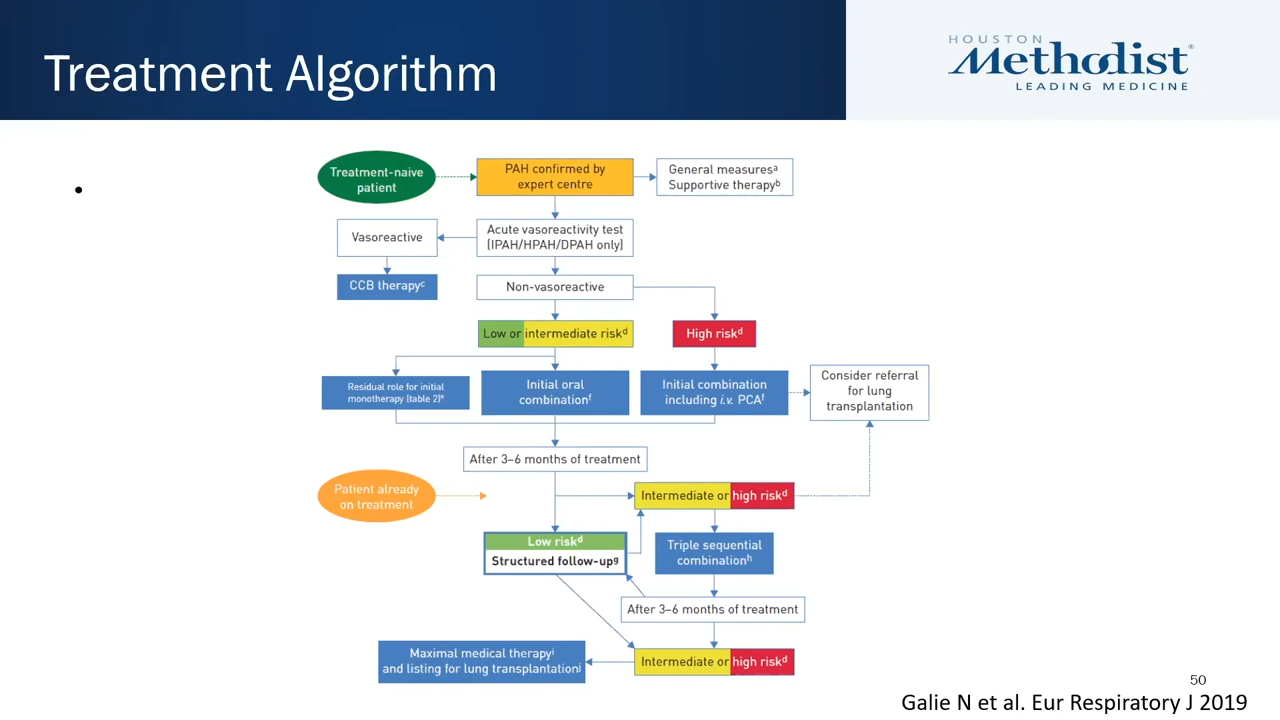 Treatment Algorithm
HOUSTON
Methodist®
LEADING MEDICINE
•
Treatment-naive
patient
PAH confirmed by
expert centre
General measuresᵃ
Supportive therapyᵇ
Vasoreactive
Acute vasoreactivity test
(IPAH/HPAH/DPAH only)
CCB therapyᶜ
Non-vasoreactive
Low or intermediate riskᵈ
High riskᵈ
Residual role for initial
monotherapy (table 2)ᵉ
Initial oral
combinationᶠ
Initial combination
including i.v. PCAᶠ
Consider referral
for lung
transplantation
After 3–6 months of treatment
Patient already
on treatment
Intermediate or high riskᵈ
Low riskᵈ
Structured follow-upᵍ
Triple sequential
combinationʰ
After 3–6 months of treatment
Maximal medical therapyⁱ
and listing for lung transplantationʲ
Intermediate or high riskᵈ
50
Galie N et al. Eur Respiratory J 2019